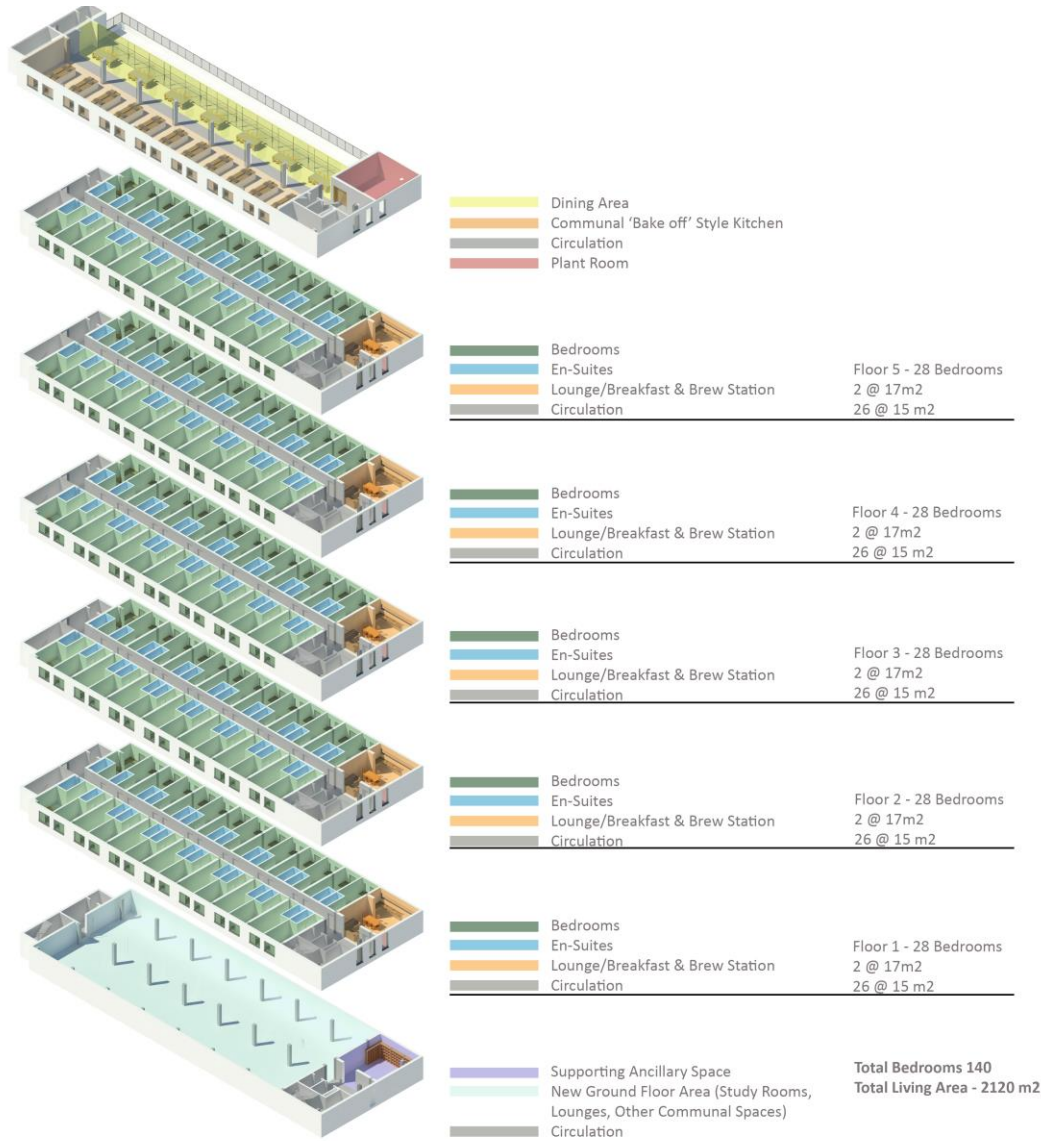 Dining Area
Communal ‘Bake off’ Style Kitchen
Circulation
Plant Room
Bedrooms
En-Suites
Floor 5 - 28 Bedrooms
Lounge/Breakfast & Brew Station
2 @ 17m2
Circulation
26 @ 15 m2
Bedrooms
En-Suites
Floor 4 - 28 Bedrooms
Lounge/Breakfast & Brew Station
2 @ 17m2
Circulation
26 @ 15 m2
Bedrooms
En-Suites
Floor 3 - 28 Bedrooms
Lounge/Breakfast & Brew Station
2 @ 17m2
Circulation
26 @ 15 m2
Bedrooms
En-Suites
Floor 2 - 28 Bedrooms
Lounge/Breakfast & Brew Station
2 @ 17m2
Circulation
26 @ 15 m2
Bedrooms
En-Suites
Floor 1 - 28 Bedrooms
Lounge/Breakfast & Brew Station
2 @ 17m2
Circulation
26 @ 15 m2
Supporting Ancillary Space
Total Bedrooms 140
New Ground Floor Area (Study Rooms,
Total Living Area - 2120 m2
Lounges, Other Communal Spaces)
Circulation